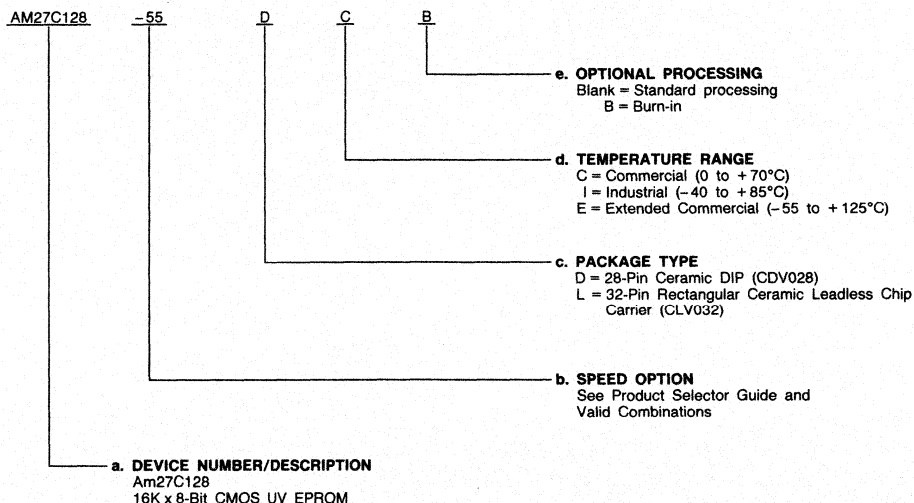 AM27C128 -55 D C B
e. OPTIONAL PROCESSING
Blank = Standard processing
B = Burn-in
d. TEMPERATURE RANGE
C = Commercial (0 to +70°C)
I = Industrial (-40 to +85°C)
E = Extended Commercial (-55 to +125°C)
c. PACKAGE TYPE
D = 28-Pin Ceramic DIP (CDV028)
L = 32-Pin Rectangular Ceramic Leadless Chip
Carrier (CLV032)
b. SPEED OPTION
See Product Selector Guide and
Valid Combinations
a. DEVICE NUMBER/DESCRIPTION
Am27C128
16K x 8-Bit CMOS UV EPROM